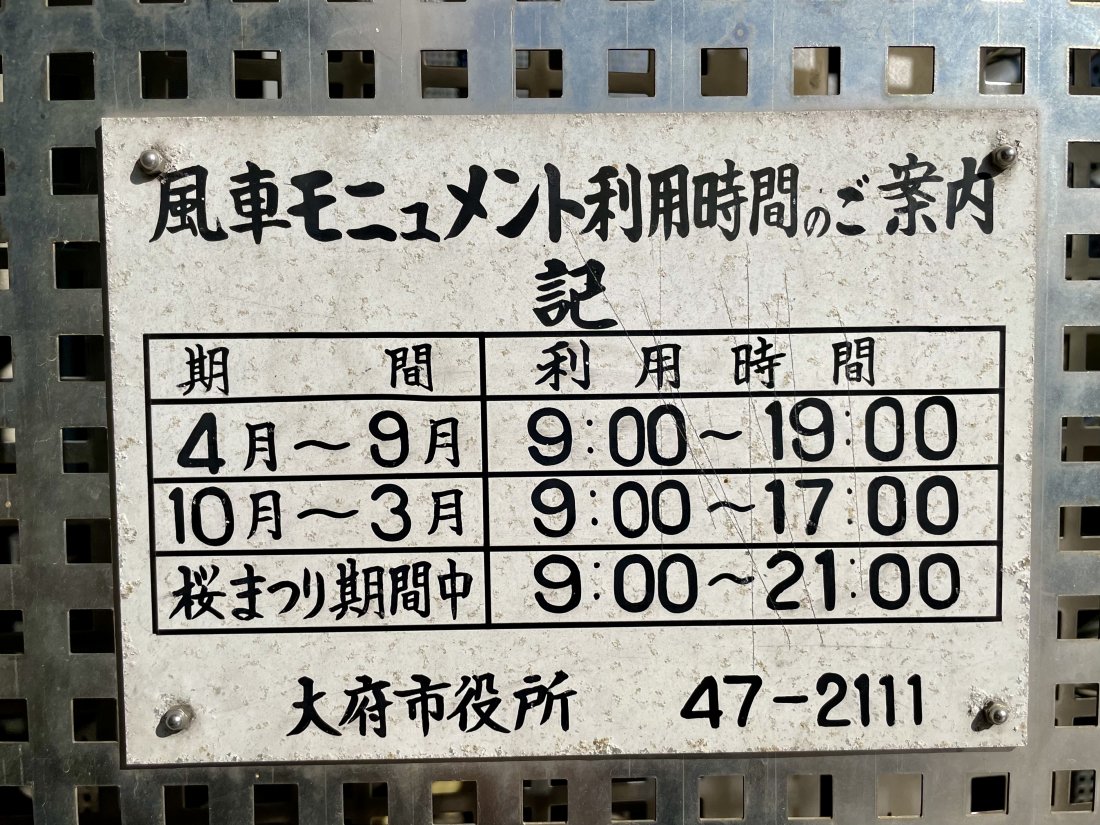 風車モニュメント利用時間のご案内
記
期間 利用時間
4月～9月 9:00～19:00
10月～3月 9:00～17:00
桜まつり期間中 9:00～21:00
大府市役所 47-2111